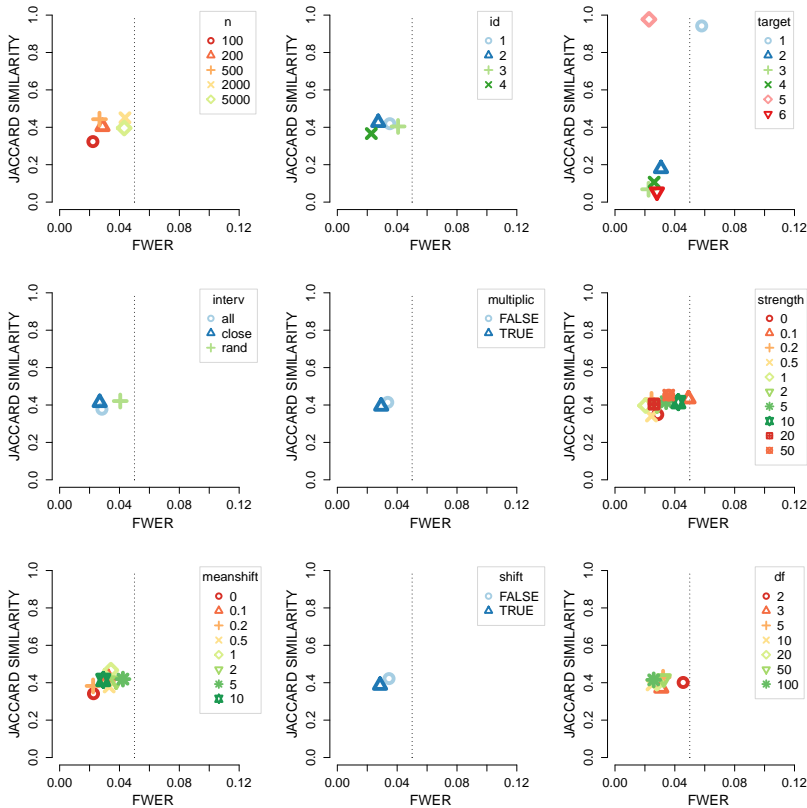 JACCARD SIMILARITY
0.0 0.2 0.4 0.6 0.8 1.0
0.00 0.04 0.08 0.12
FWER
n
100
200
500
2000
5000
JACCARD SIMILARITY
0.0 0.2 0.4 0.6 0.8 1.0
0.00 0.04 0.08 0.12
FWER
id
1
2
3
4
JACCARD SIMILARITY
0.0 0.2 0.4 0.6 0.8 1.0
0.00 0.04 0.08 0.12
FWER
target
1
2
3
4
5
6
JACCARD SIMILARITY
0.0 0.2 0.4 0.6 0.8 1.0
0.00 0.04 0.08 0.12
FWER
interv
all
close
rand
JACCARD SIMILARITY
0.0 0.2 0.4 0.6 0.8 1.0
0.00 0.04 0.08 0.12
FWER
multiplic
FALSE
TRUE
JACCARD SIMILARITY
0.0 0.2 0.4 0.6 0.8 1.0
0.00 0.04 0.08 0.12
FWER
strength
0
0.1
0.2
0.5
1
2
5
10
20
50
JACCARD SIMILARITY
0.0 0.2 0.4 0.6 0.8 1.0
0.00 0.04 0.08 0.12
FWER
meanshift
0
0.1
0.2
0.5
1
2
5
10
JACCARD SIMILARITY
0.0 0.2 0.4 0.6 0.8 1.0
0.00 0.04 0.08 0.12
FWER
shift
FALSE
TRUE
JACCARD SIMILARITY
0.0 0.2 0.4 0.6 0.8 1.0
0.00 0.04 0.08 0.12
FWER
df
2
3
5
10
20
50
100